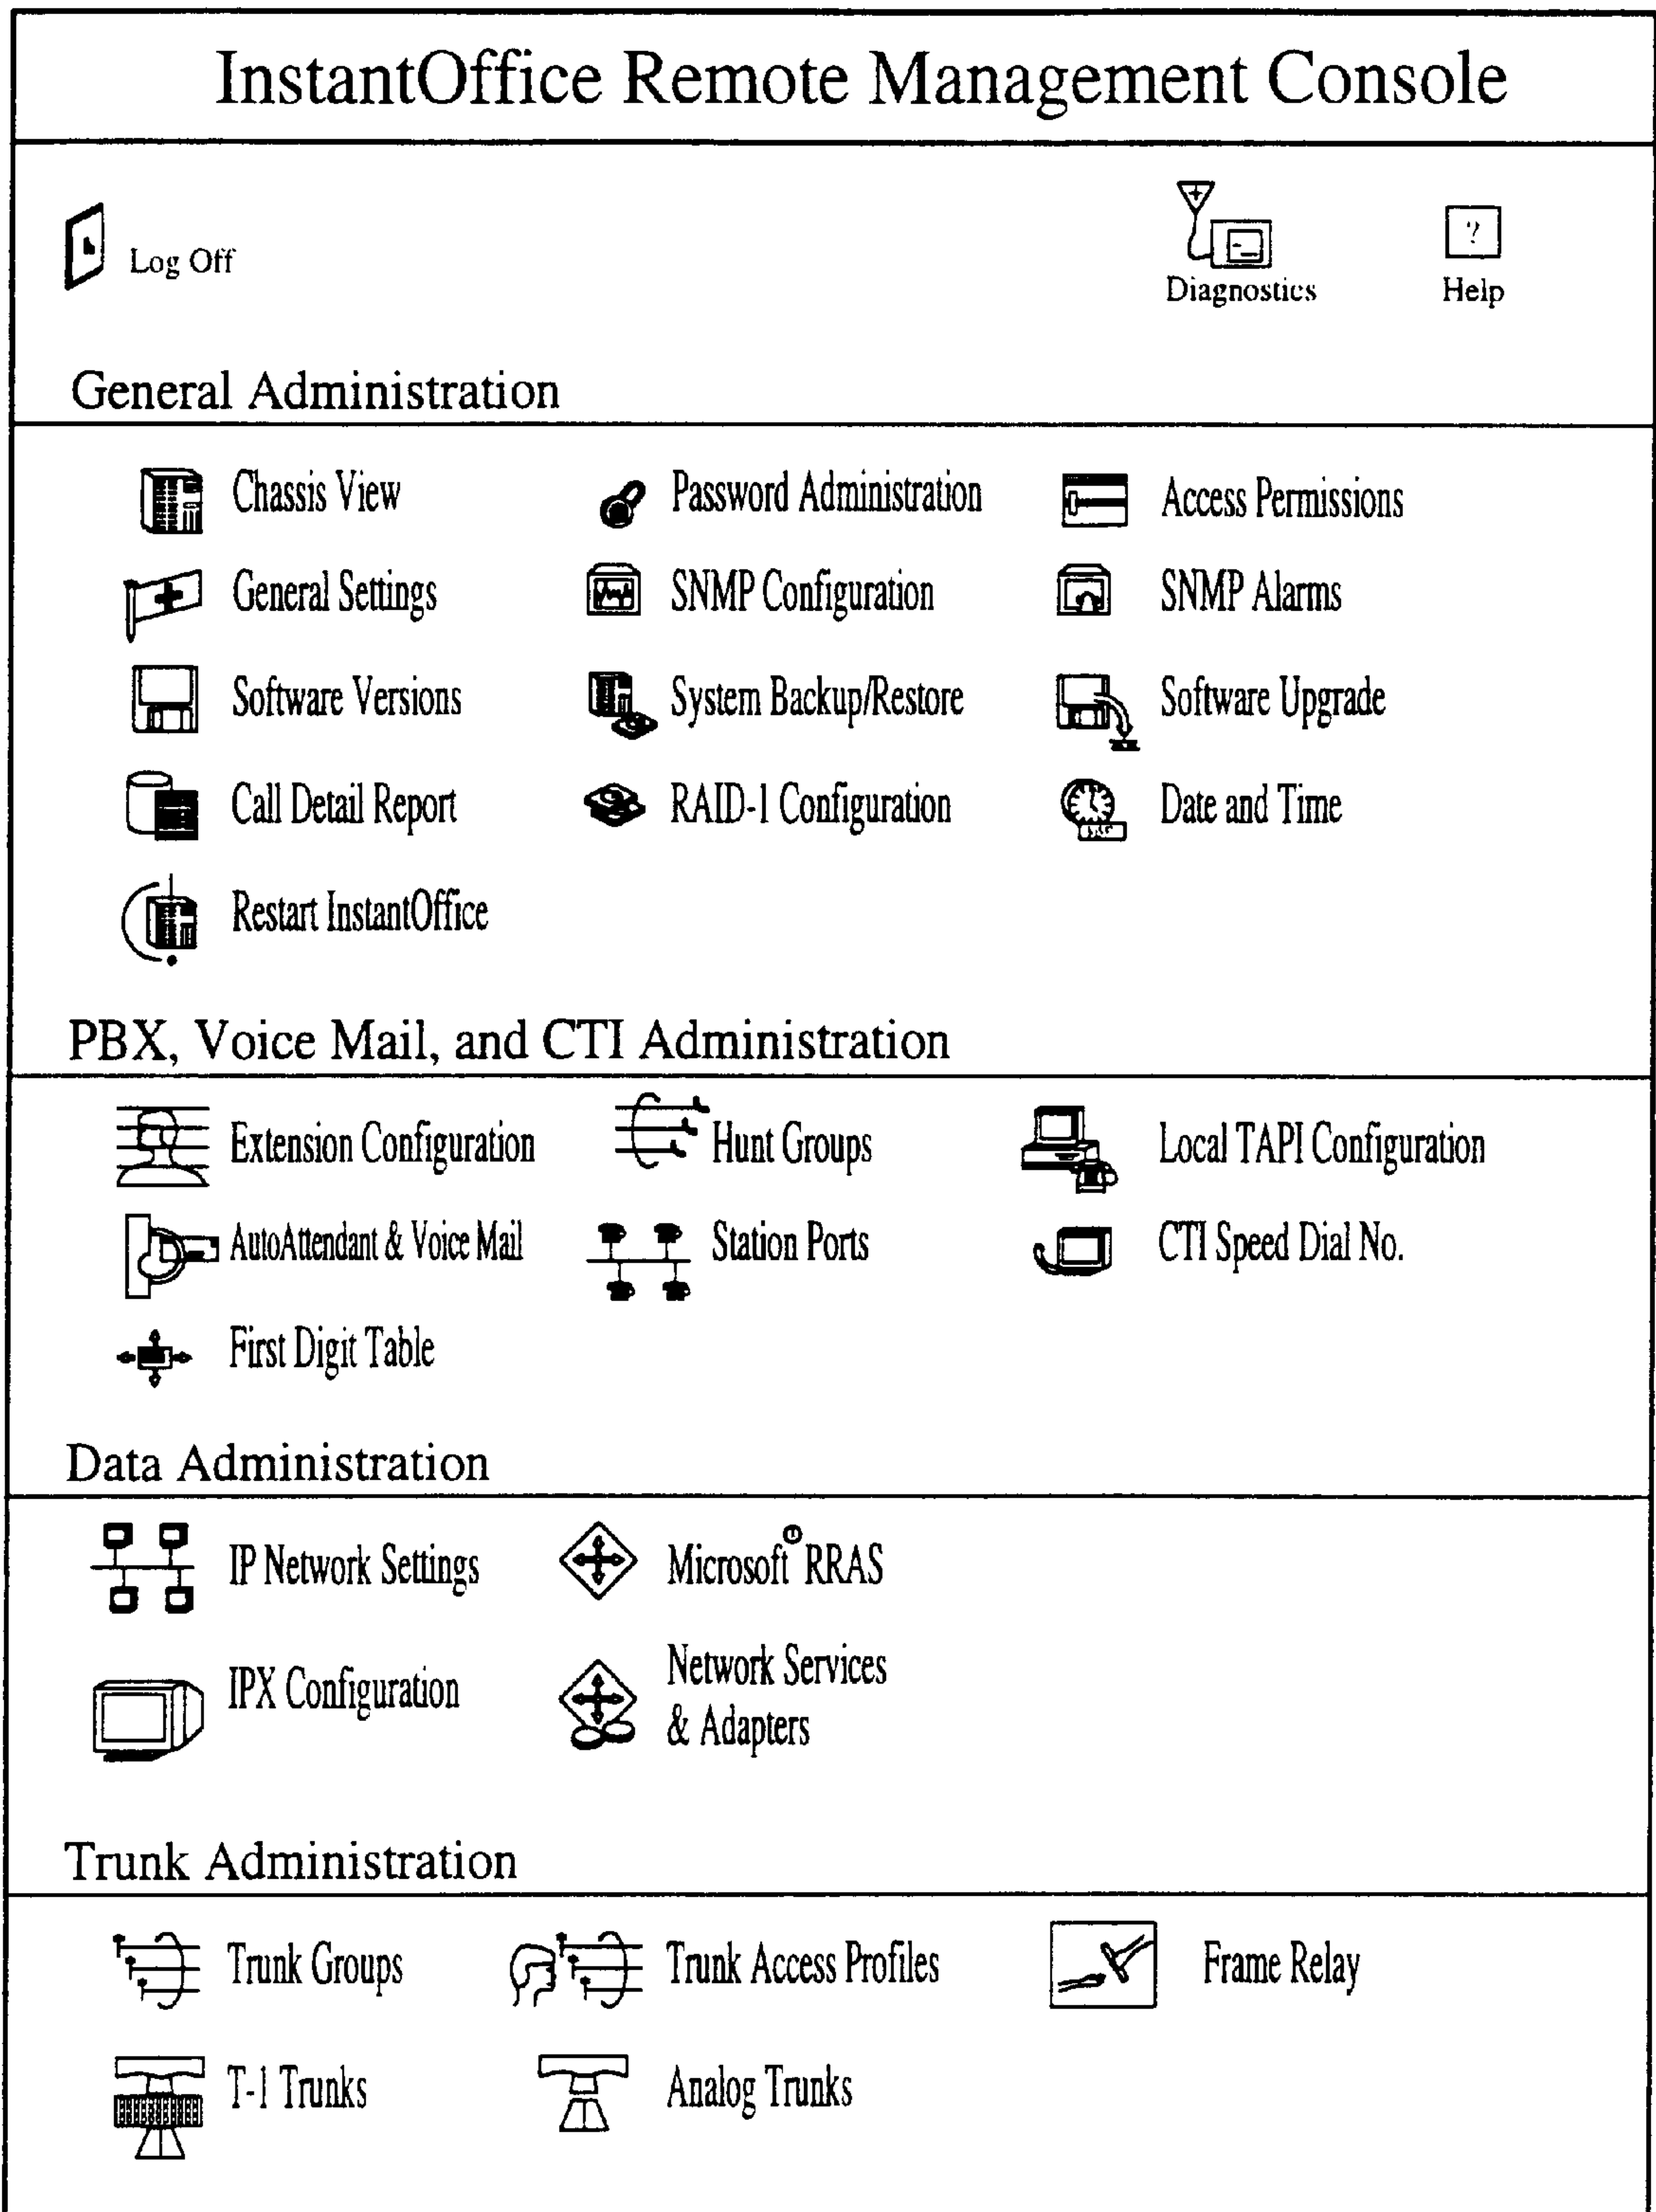 InstantOffice Remote Management Console
Log Off
Diagnostics
?
Help
General Administration
Chassis View
Password Administration
Access Permissions
General Settings
SNMP Configuration
SNMP Alarms
Software Versions
System Backup/Restore
Software Upgrade
Call Detail Report
RAID-1 Configuration
Date and Time
Restart InstantOffice
PBX, Voice Mail, and CTI Administration
Extension Configuration
Hunt Groups
Local TAPI Configuration
AutoAttendant & Voice Mail
Station Ports
CTI Speed Dial No.
First Digit Table
Data Administration
IP Network Settings
Microsoft RRAS
IPX Configuration
Network Services
& Adapters
Trunk Administration
Trunk Groups
Trunk Access Profiles
Frame Relay
T-1 Trunks
Analog Trunks